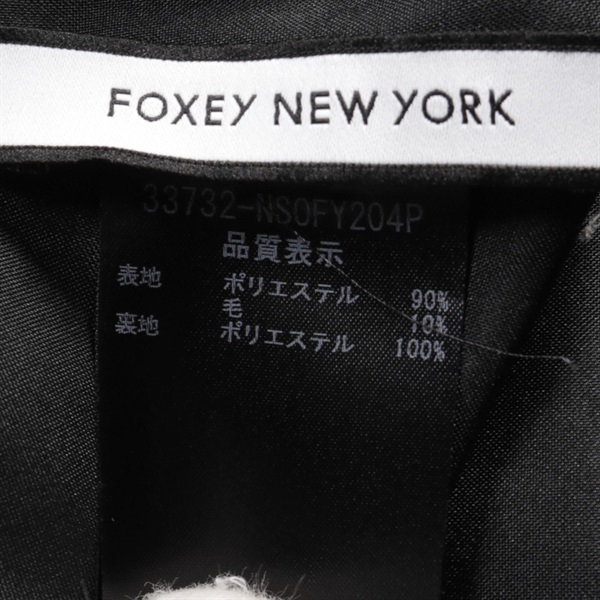 FOXEY NEW YORK
33732-NSOFY204P
品質表示
表地 ポリエステル 90%
毛 10%
裏地 ポリエステル 100%